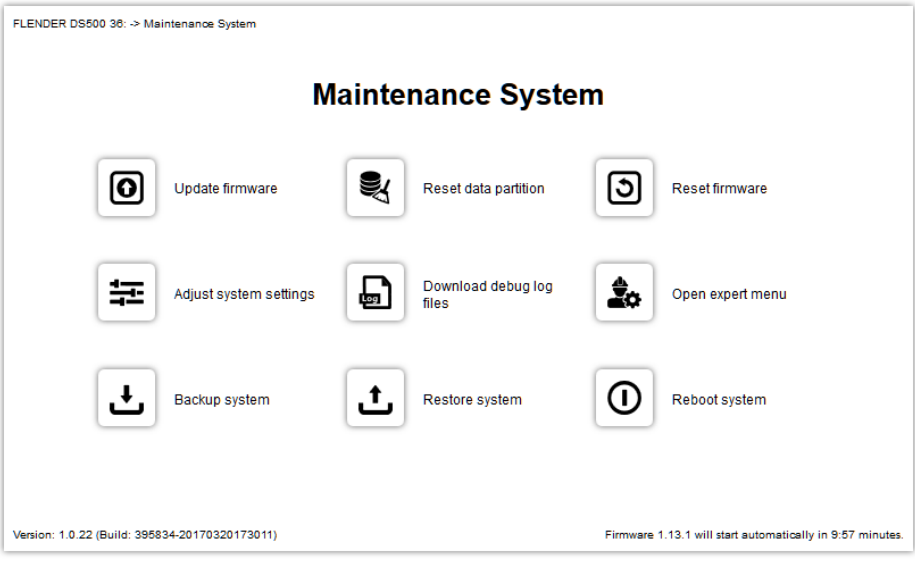 FLENDER DS500 36: -> Maintenance System
Maintenance System
Update firmware
Reset data partition
Reset firmware
Adjust system settings
Download debug log
files
Log
Open expert menu
Backup system
Restore system
Reboot system
Version: 1.0.22 (Build: 395834-20170320173011)
Firmware 1.13.1 will start automatically in 9:57 minutes.